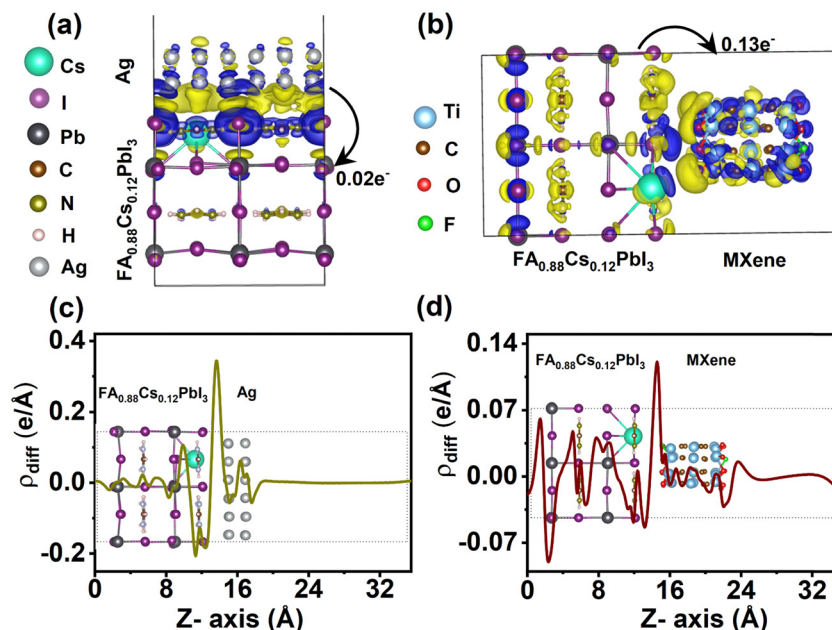 (a)
Cs
I
Pb
C
N
H
Ag
Ag
FA0.88Cs0.12PbI3
0.02e-
(b)
0.13e-
Ti
C
O
F
FA0.88Cs0.12PbI3
MXene
(c)
0.4
0.2
0.0
-0.2
ρdiff (e/Å)
FA0.88Cs0.12PbI3
Ag
0
8
16
24
32
Z- axis (Å)
(d)
0.14
0.07
0.00
-0.07
ρdiff (e/Å)
FA0.88Cs0.12PbI3
MXene
0
8
16
24
32
Z- axis (Å)